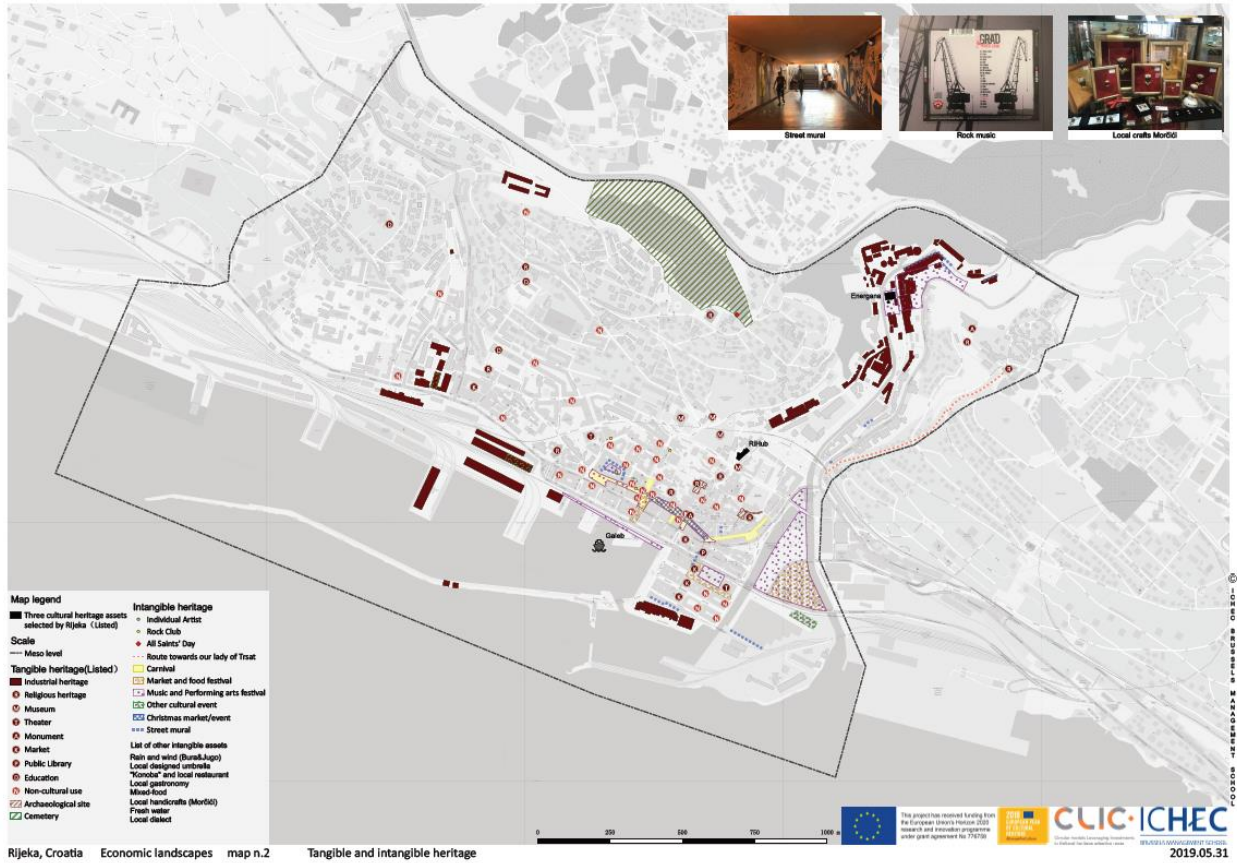 Street mural
Rock music
GRAD
Local crafts Morčići
Energana
RiHub
Galeb
Map legend
Three cultural heritage assets
selected by Rijeka (Listed)
Scale
Meso level
Tangible heritage(Listed)
Industrial heritage
Religious heritage
Museum
Theater
Monument
Market
Public Library
Education
Non-cultural use
Archaeological site
Cemetery
Intangible heritage
Individual Artist
Rock Club
All Saints' Day
Route towards our lady of Trsat
Carnival
Market and food festival
Music and Performing arts festival
Other cultural event
Christmas market/event
Street mural
List of other intangible assets
Rain and wind (Bura&Jugo)
Local designed umbrella
"Konoba" and local restaurant
Local gastronomy
Mixed-food
Local handicrafts (Morčići)
Fresh water
Local dialect
0 250 500 750 1000 m
This project has received funding from
the European Union's Horizon 2020
research and innovation programme
under grant agreement No 776758
2018
EUROPEAN YEAR
OF CULTURAL
HERITAGE
CLIC·ICHEC
BRUSSELS MANAGEMENT SCHOOL
© ICHEC BRUSSELS MANAGEMENT SCHOOL
Rijeka, Croatia Economic landscapes map n.2 Tangible and intangible heritage
2019.05.31